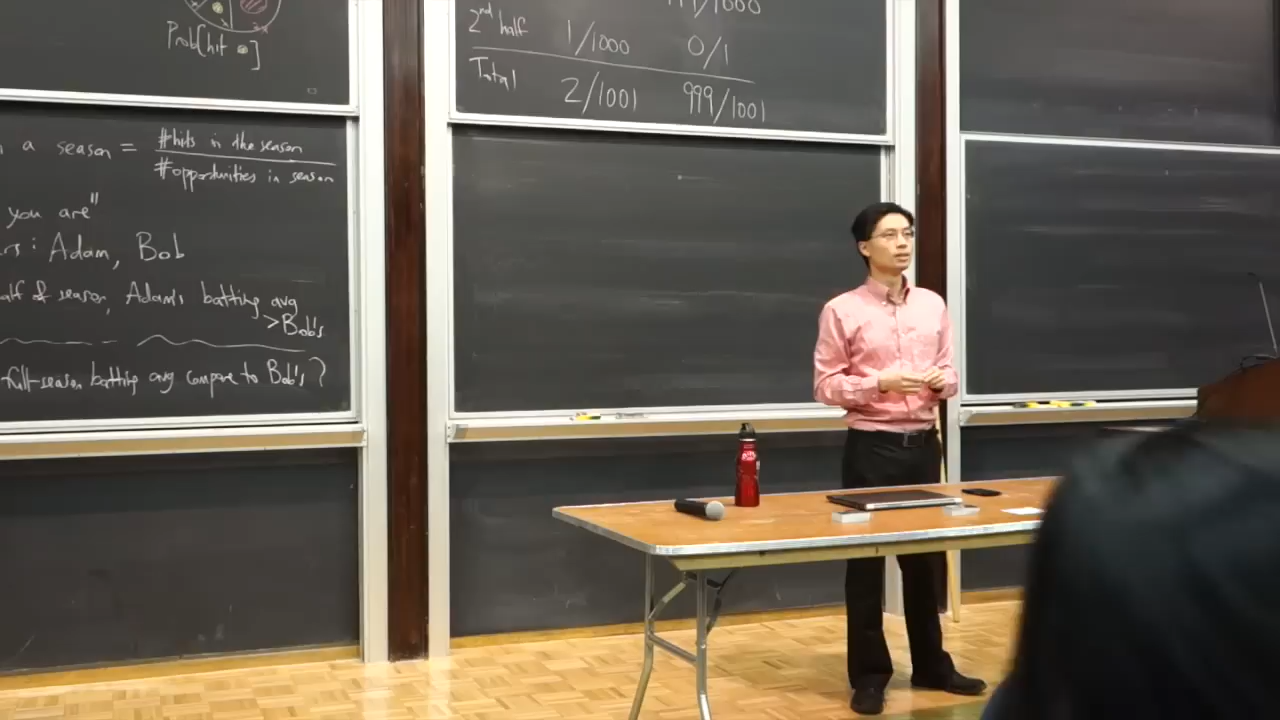 Prob[hit ]
n a season = #hits in the season
#opportunities in season
you are"
rs: Adam, Bob
alf of season, Adam's batting avg
> Bob's
full-season batting avg compare to Bob's?
/1000
2nd half 1/1000 0/1
Total 2/1001 999/1001